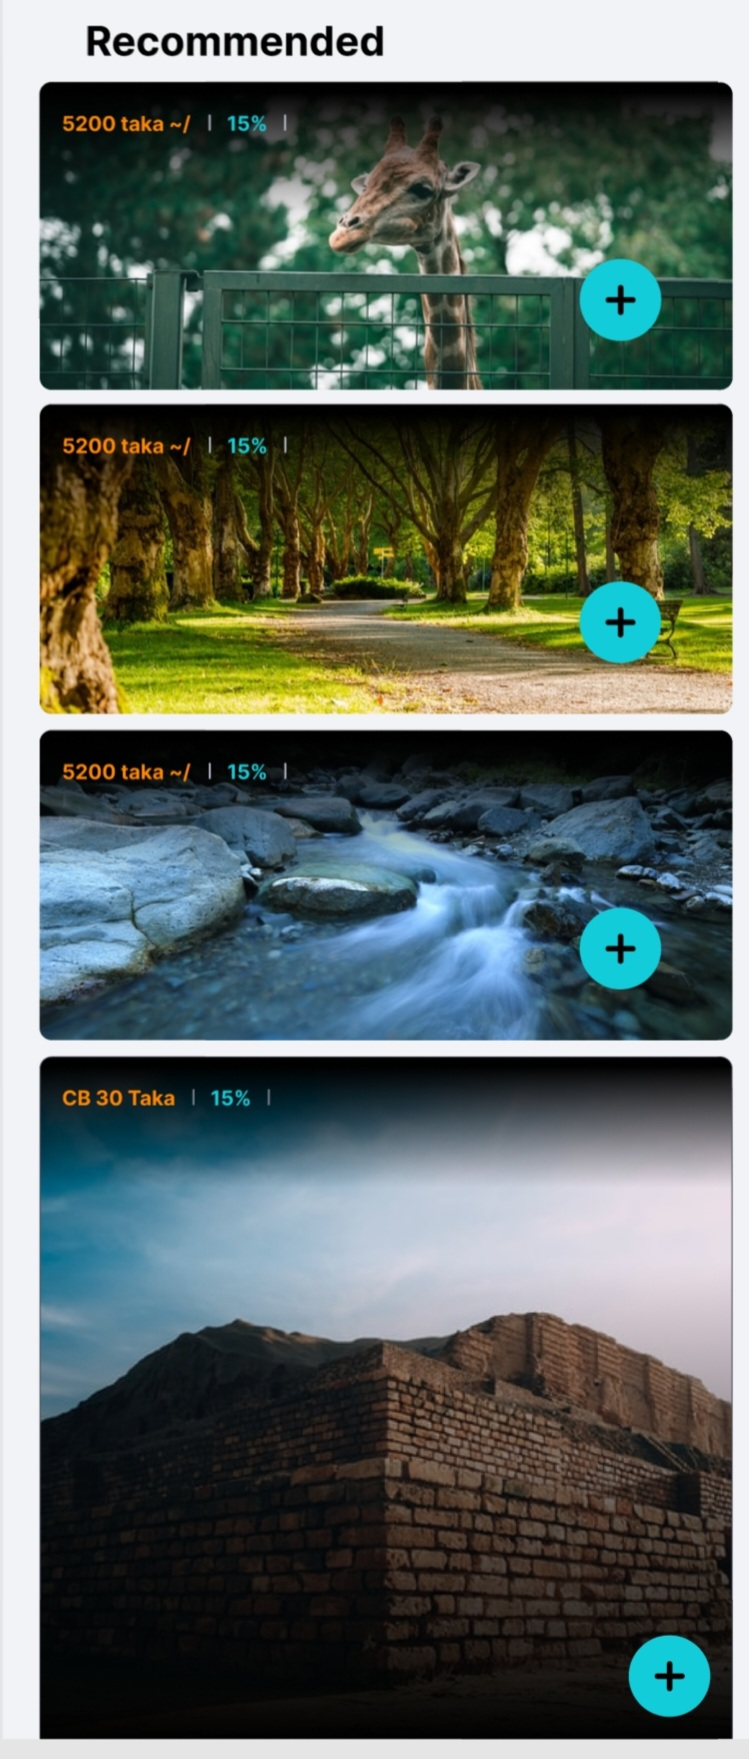 Recommended
5200 taka ~/ | 15% |
5200 taka ~/ | 15% |
5200 taka ~/ | 15% |
CB 30 Taka | 15% |